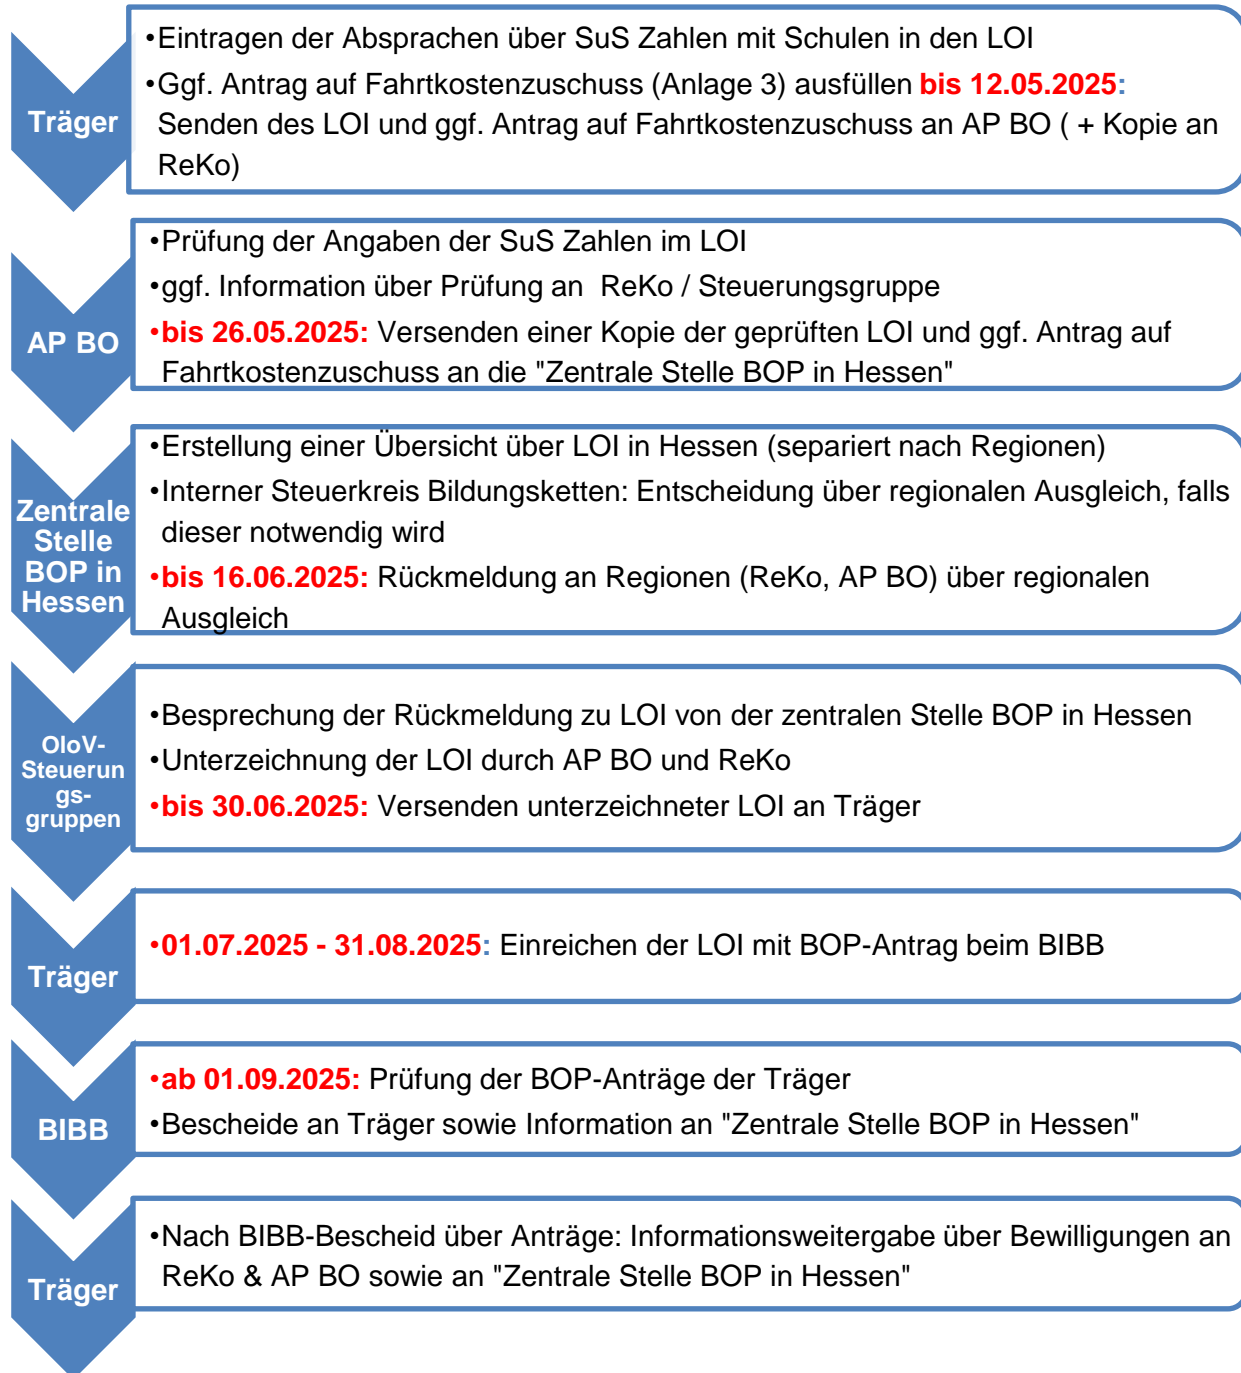 Träger
•Eintragen der Absprachen über SuS Zahlen mit Schulen in den LOI
•Ggf. Antrag auf Fahrtkostenzuschuss (Anlage 3) ausfüllen bis 12.05.2025:
Senden des LOI und ggf. Antrag auf Fahrtkostenzuschuss an AP BO ( + Kopie an
ReKo)
AP BO
•Prüfung der Angaben der SuS Zahlen im LOI
•ggf. Information über Prüfung an ReKo / Steuerungsgruppe
•bis 26.05.2025: Versenden einer Kopie der geprüften LOI und ggf. Antrag auf
Fahrtkostenzuschuss an die "Zentrale Stelle BOP in Hessen"
Zentrale
Stelle
BOP in
Hessen
•Erstellung einer Übersicht über LOI in Hessen (separiert nach Regionen)
•Interner Steuerkreis Bildungsketten: Entscheidung über regionalen Ausgleich, falls
dieser notwendig wird
•bis 16.06.2025: Rückmeldung an Regionen (ReKo, AP BO) über regionalen
Ausgleich
OloV-
Steuerun
gs-
gruppen
•Besprechung der Rückmeldung zu LOI von der zentralen Stelle BOP in Hessen
•Unterzeichnung der LOI durch AP BO und ReKo
•bis 30.06.2025: Versenden unterzeichneter LOI an Träger
Träger
•01.07.2025 - 31.08.2025: Einreichen der LOI mit BOP-Antrag beim BIBB
BIBB
•ab 01.09.2025: Prüfung der BOP-Anträge der Träger
•Bescheide an Träger sowie Information an "Zentrale Stelle BOP in Hessen"
Träger
•Nach BIBB-Bescheid über Anträge: Informationsweitergabe über Bewilligungen an
ReKo & AP BO sowie an "Zentrale Stelle BOP in Hessen"